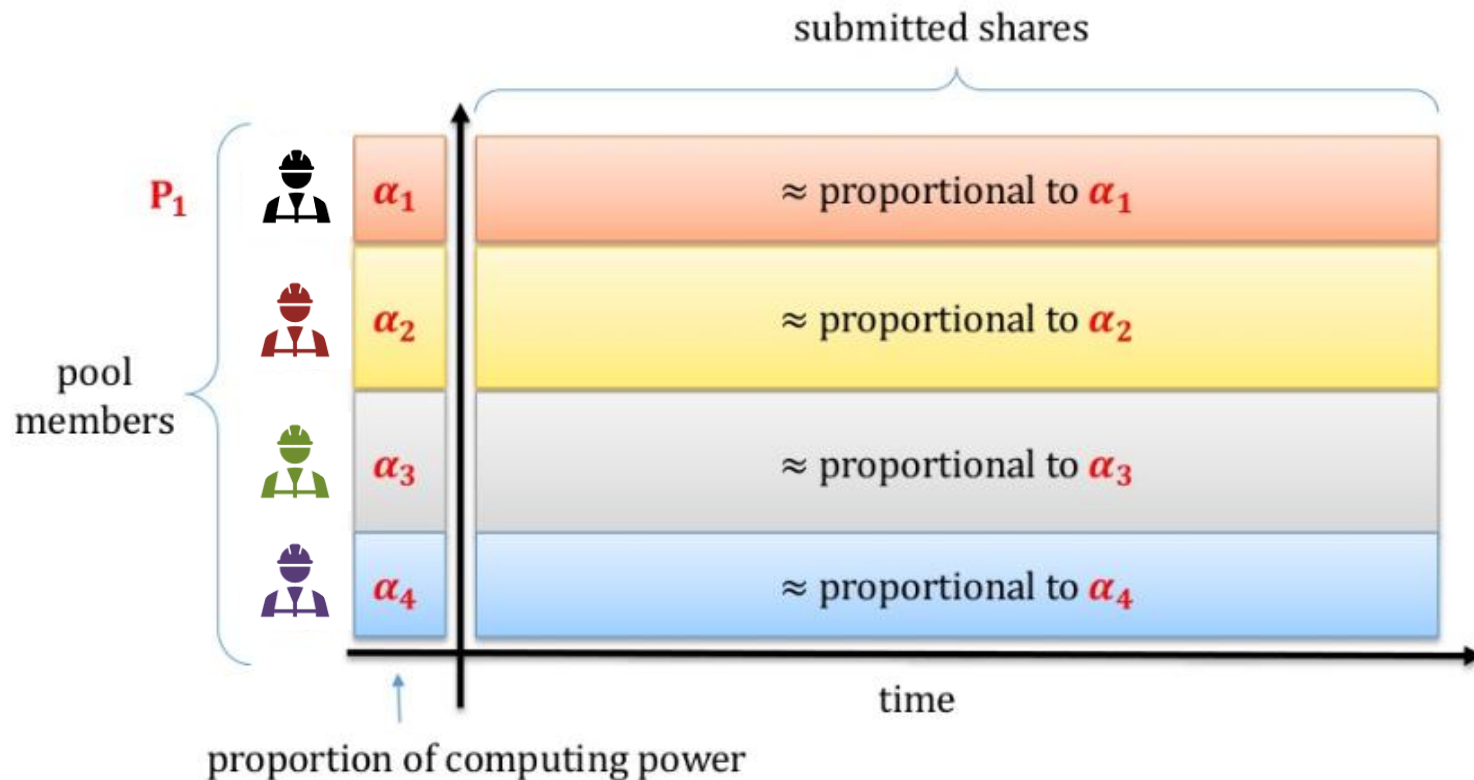 submitted shares
P₁
α₁
≈ proportional to α₁
α₂
≈ proportional to α₂
pool
members
α₃
≈ proportional to α₃
α₄
≈ proportional to α₄
time
proportion of computing power